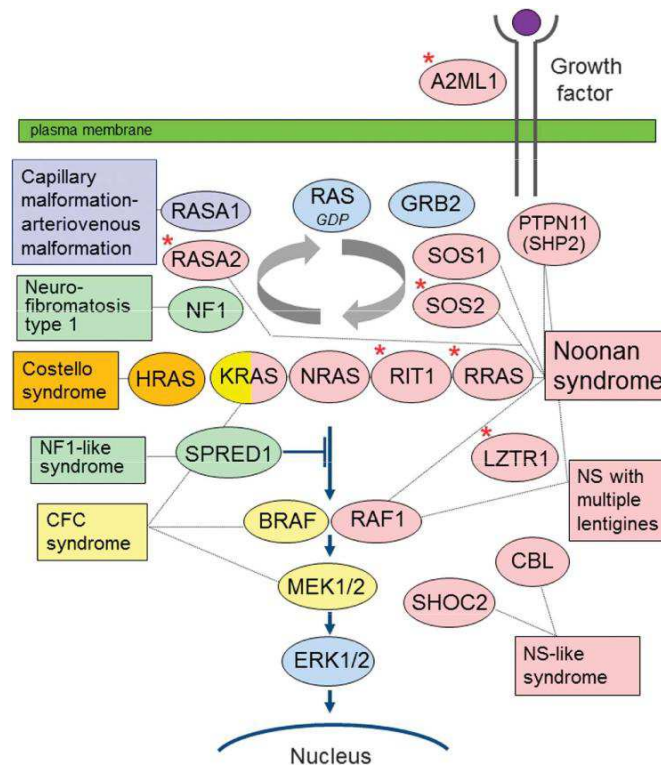 *
A2ML1
Growth
factor
plasma membrane
Capillary
malformation-
arteriovenous
malformation
RASA1
RAS
GDP
GRB2
PTPN11
(SHP2)
*
RASA2
SOS1
Neuro-
fibromatosis
type 1
NF1
*
SOS2
Noonan
syndrome
Costello
syndrome
HRAS
KRAS
NRAS
*
RIT1
*
RRAS
NF1-like
syndrome
SPRED1
*
LZTR1
NS with
multiple
lentigines
CFC
syndrome
BRAF
RAF1
MEK1/2
CBL
SHOC2
ERK1/2
NS-like
syndrome
Nucleus